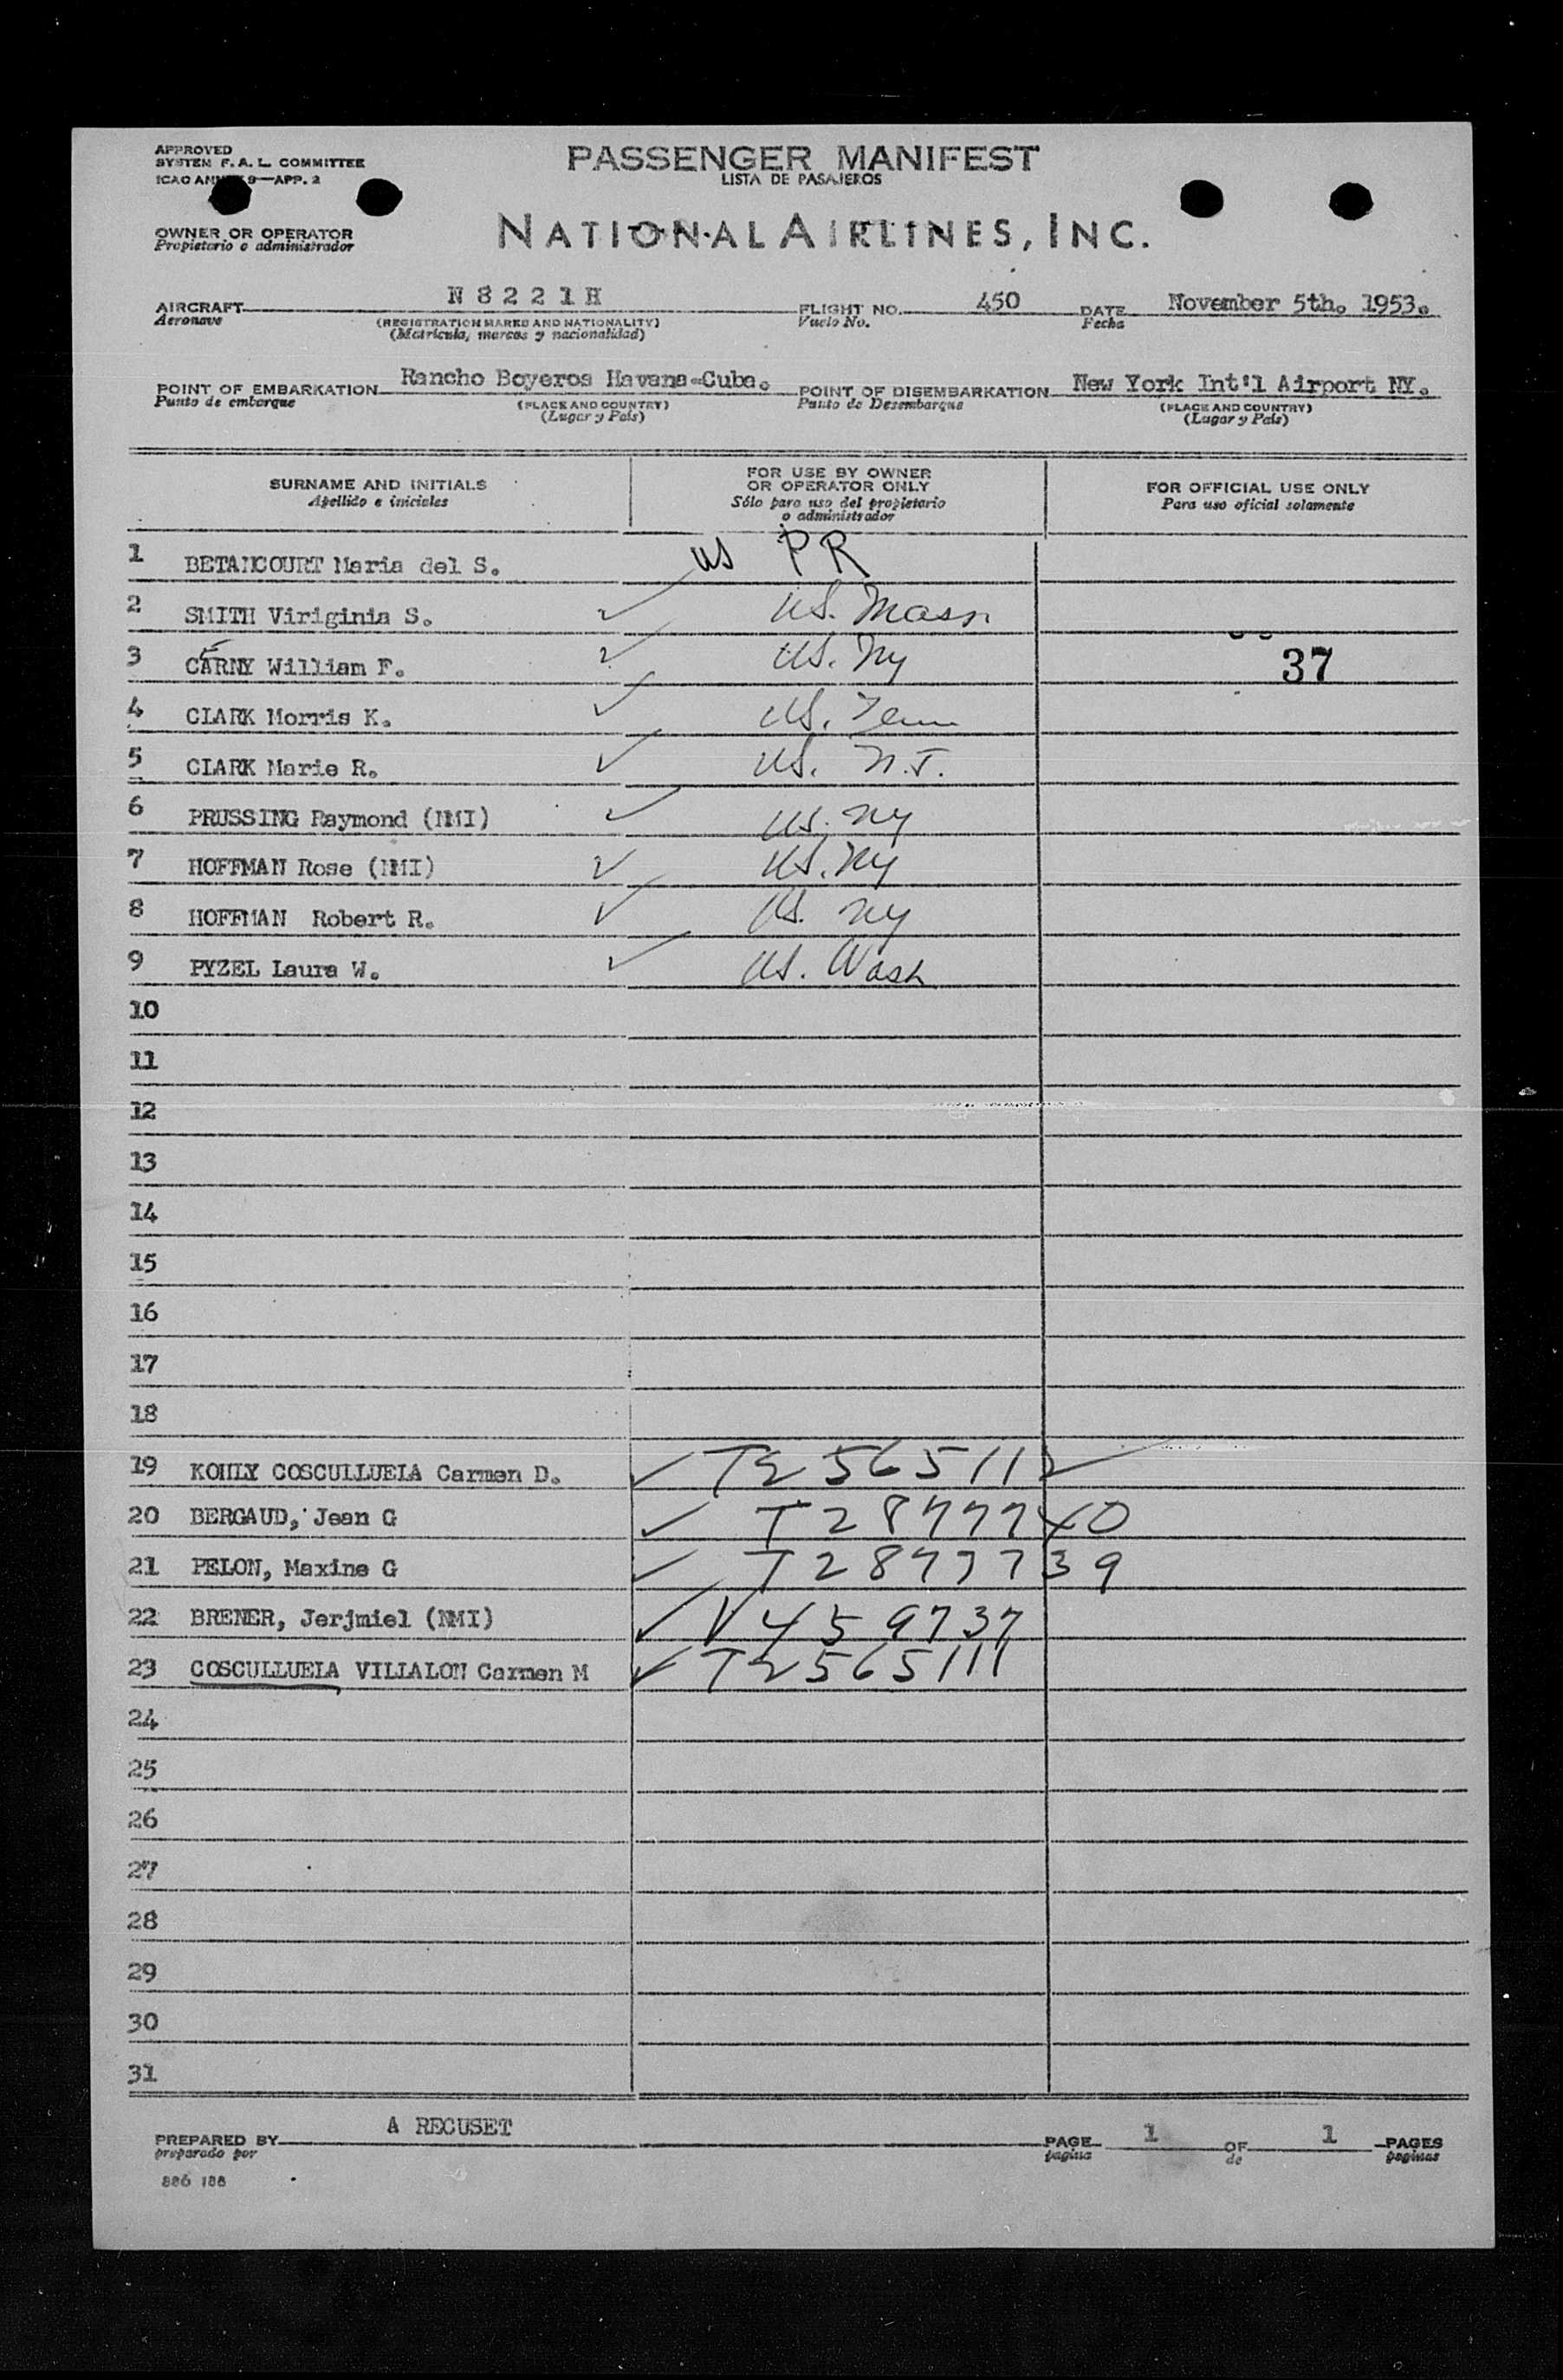 APPROVED
SYSTEM F. A. L. COMMITTEE
ICAO ANNEX 9—APP. 2
PASSENGER MANIFEST
LISTA DE PASAJEROS
OWNER OR OPERATOR
Propietario o administrador
NATIONAL AIRLINES, INC.
AIRCRAFT N 8 2 2 1 H FLIGHT NO. 450 DATE November 5th. 1953.
Aeronave (REGISTRATION MARKS AND NATIONALITY) Vuelo No. Fecha
(Matrícula, marcas y nacionalidad)
POINT OF EMBARKATION Rancho Boyeros Havana-Cuba. POINT OF DISEMBARKATION New York Int'l Airport NY.
Punto de embarque (PLACE AND COUNTRY) Punto de Desembarque (PLACE AND COUNTRY)
(Lugar y País) (Lugar y País)
SURNAME AND INITIALS
Apellido e iniciales
FOR USE BY OWNER
OR OPERATOR ONLY
Sólo para uso del propietario
o administrador
FOR OFFICIAL USE ONLY
Para uso oficial solamente
1 BETANCOURT Maria del S. US PR
2 SMITH Viriginia S. ✓ US. Mass
3 CARNY William F. ✓ US. NY 37
4 CLARK Morris K. ✓ US. Tenn
5 CLARK Marie R. ✓ US. N.J.
6 PRUSSING Raymond (NMI) ✓ US. NY
7 HOFFMAN Rose (NMI) ✓ US. NY
8 HOFFMAN Robert R. ✓ US. NY
9 PYZEL Laura W. ✓ US. Wash
10
11
12
13
14
15
16
17
18
19 KOHLY COSCULLUELA Carmen D. ✓ T2565112
20 BERGAUD, Jean G ✓ T2877740
21 PELON, Maxine G ✓ T2877739
22 BRENER, Jerjmiel (NMI) ✓ V459737
23 COSCULLUELA VILLALON Carmen M ✓ T2565111
24
25
26
27
28
29
30
31
PREPARED BY A RECUSET PAGE 1 OF 1 PAGES
preparado por pagina de paginas
886 188